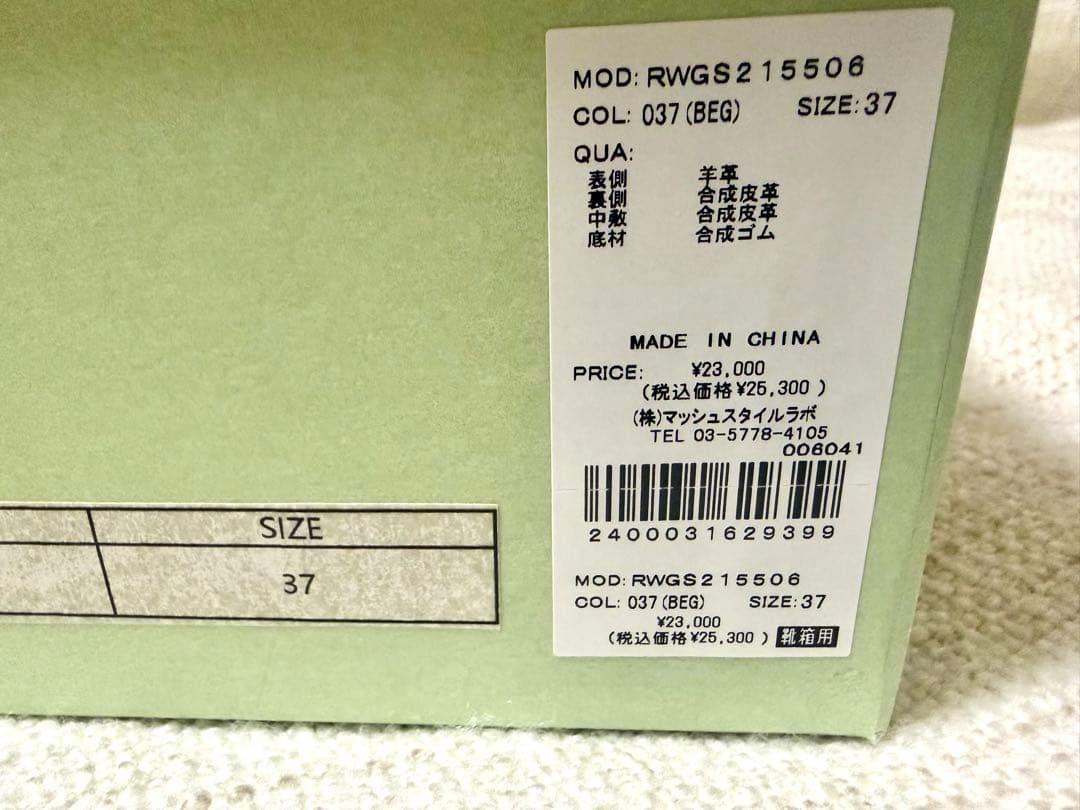 MOD: RWGS215506
COL: 037(BEG) SIZE: 37
QUA:
表側 羊革
裏側 合成皮革
中敷 合成皮革
底材 合成ゴム
MADE IN CHINA
PRICE: ¥23,000
(税込価格¥25,300 )
(株)マッシュスタイルラボ
TEL 03-5778-4105
006041
2400031629399
MOD: RWGS215506
COL: 037(BEG) SIZE: 37
¥23,000
(税込価格¥25,300 ) 靴箱用
SIZE
37